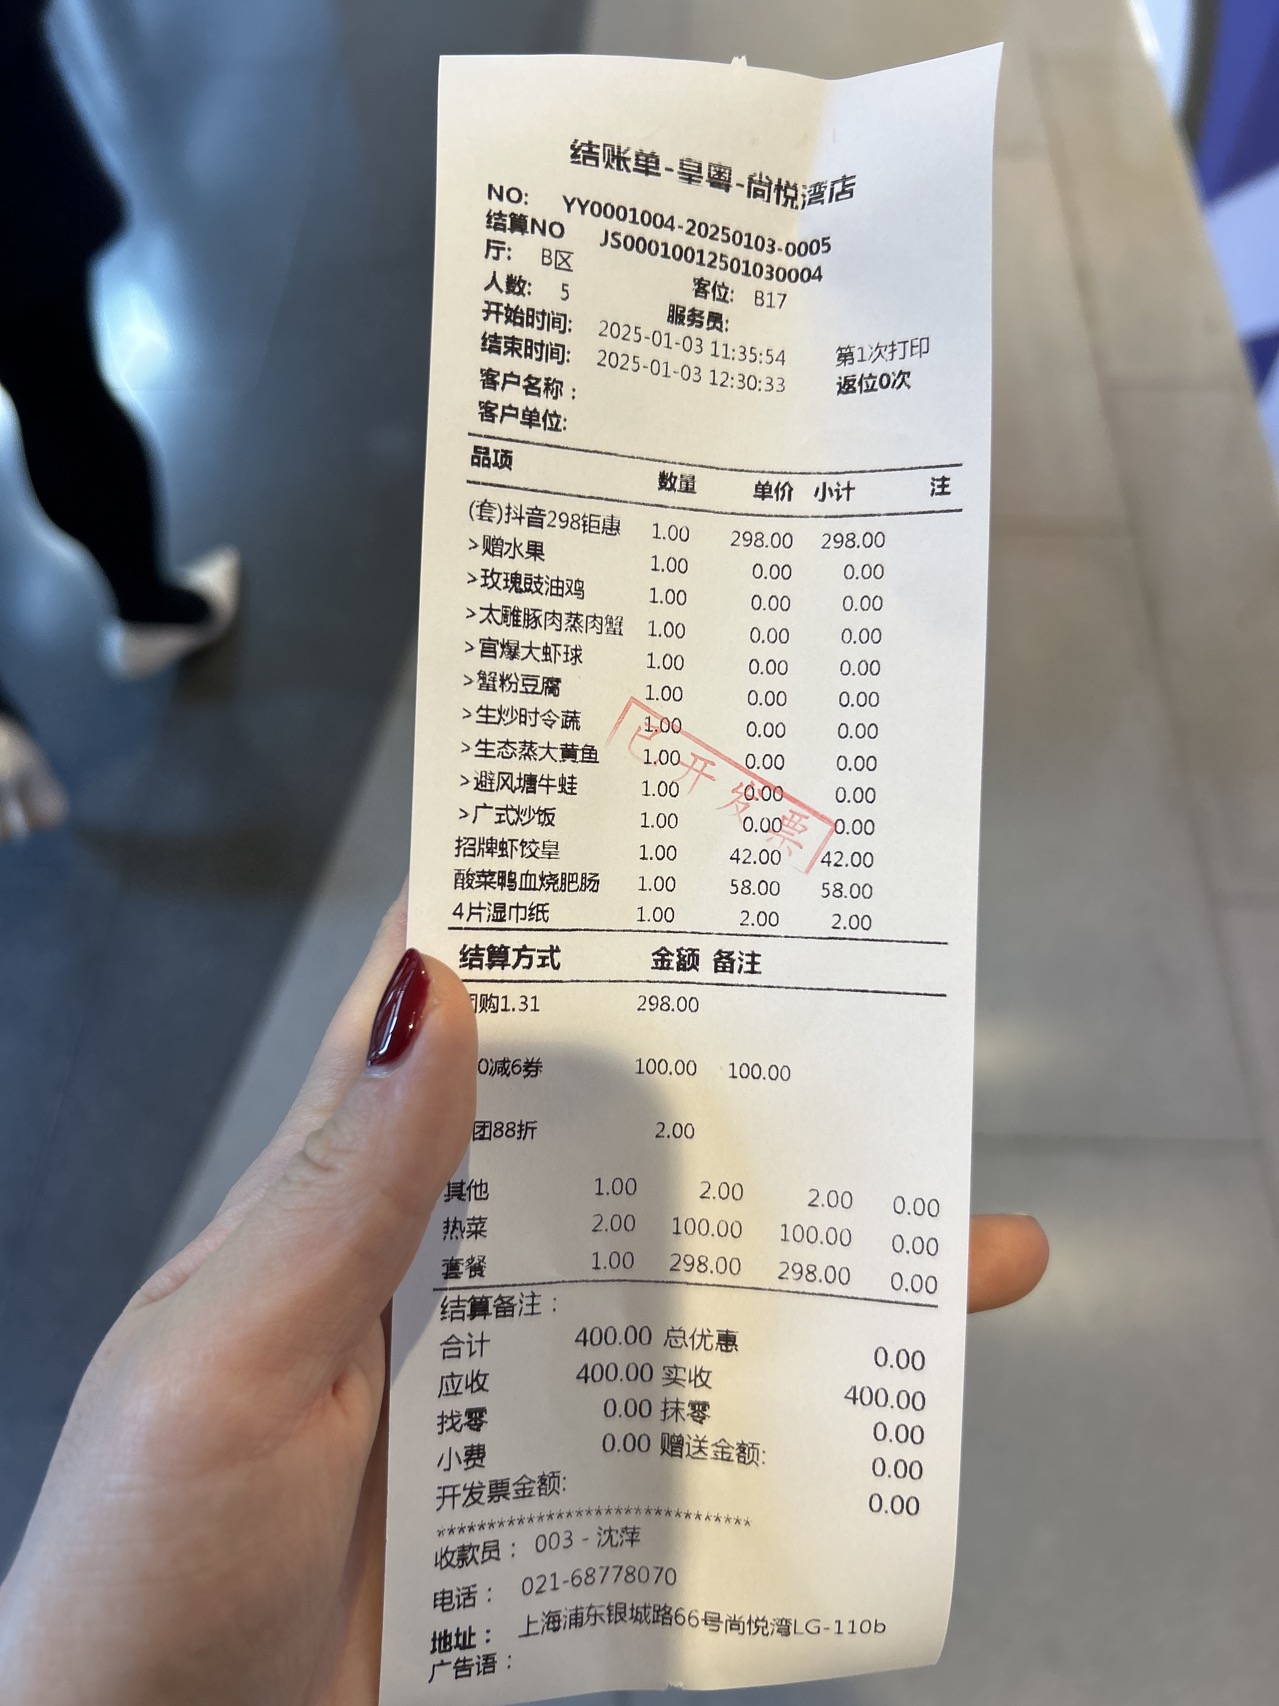 结账单-皇粤-尚悦湾店
NO: YY0001004-20250103-0005
结算NO JS00010012501030004
厅: B区 客位: B17
人数: 5 服务员:
开始时间: 2025-01-03 11:35:54 第1次打印
结束时间: 2025-01-03 12:30:33 返位0次
客户名称:
客户单位:
品项 数量 单价 小计 注
(套)抖音298钜惠 1.00 298.00 298.00
>赠水果 1.00 0.00 0.00
>玫瑰豉油鸡 1.00 0.00 0.00
>太雕豚肉蒸肉蟹 1.00 0.00 0.00
>宫爆大虾球 1.00 0.00 0.00
>蟹粉豆腐 1.00 0.00 0.00
>生炒时令蔬 1.00 0.00 0.00
>生态蒸大黄鱼 1.00 0.00 0.00
>避风塘牛蛙 1.00 0.00 0.00
>广式炒饭 1.00 0.00 0.00
招牌虾饺皇 1.00 42.00 42.00
酸菜鸭血烧肥肠 1.00 58.00 58.00
4片湿巾纸 1.00 2.00 2.00
已开发票
结算方式 金额 备注
购1.31 298.00
0减6券 100.00 100.00
团88折 2.00
其他 1.00 2.00 2.00 0.00
热菜 2.00 100.00 100.00 0.00
套餐 1.00 298.00 298.00 0.00
结算备注:
合计 400.00 总优惠 0.00
应收 400.00 实收 400.00
找零 0.00 抹零 0.00
小费 0.00 赠送金额: 0.00
开发票金额: 0.00
********************************
收款员: 003 - 沈萍
电话: 021-68778070
地址: 上海浦东银城路66号尚悦湾LG-110b
广告语: